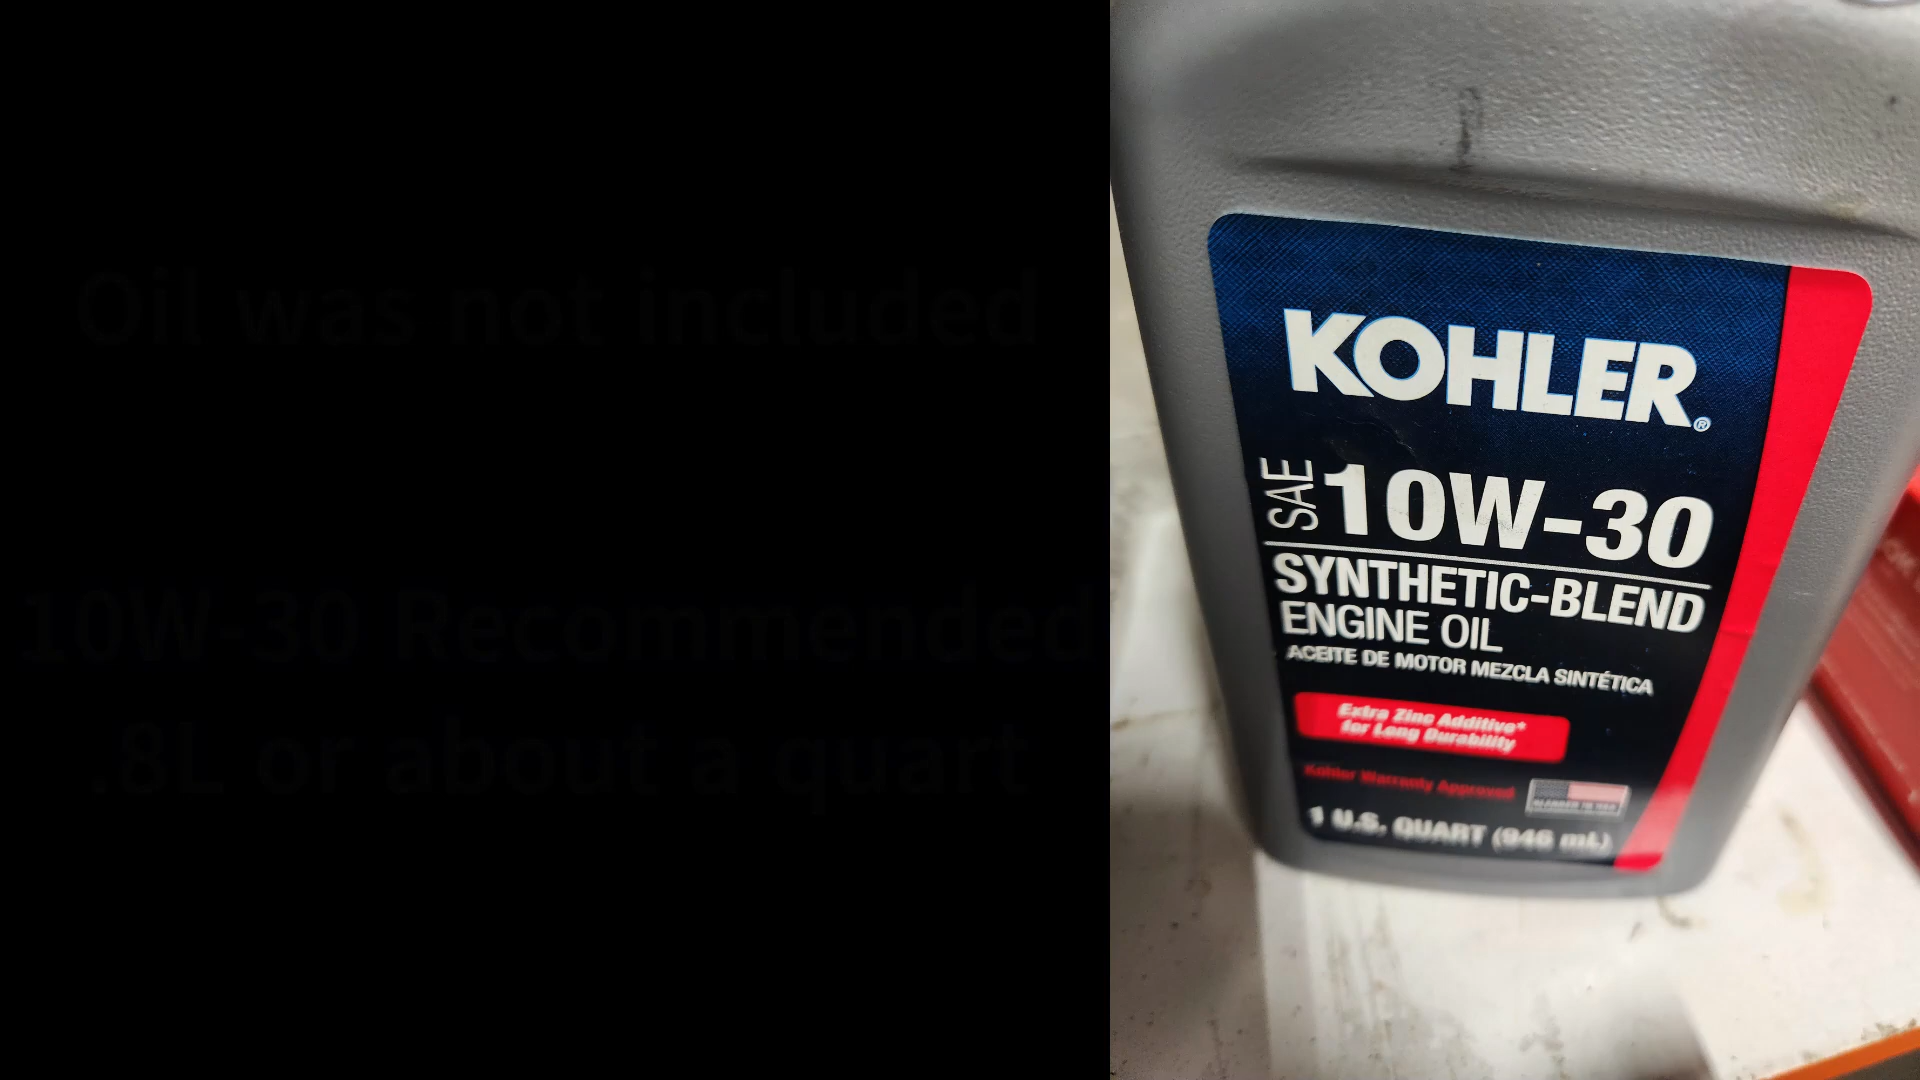 Oil was not included
10W-30 Recommended
.8L or about a quart
KOHLER®
SAE 10W-30
SYNTHETIC-BLEND
ENGINE OIL
ACEITE DE MOTOR MEZCLA SINTÉTICA
Extra Zinc Additive*
for Long Durability
Kohler Warranty Approved
1 U.S. QUART (946 mL)